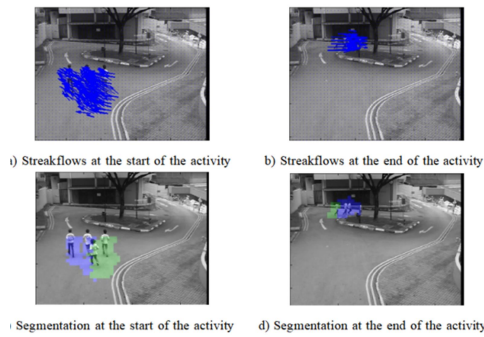 ) Streakflows at the start of the activity
b) Streakflows at the end of the activity
Segmentation at the start of the activity
d) Segmentation at the end of the activity